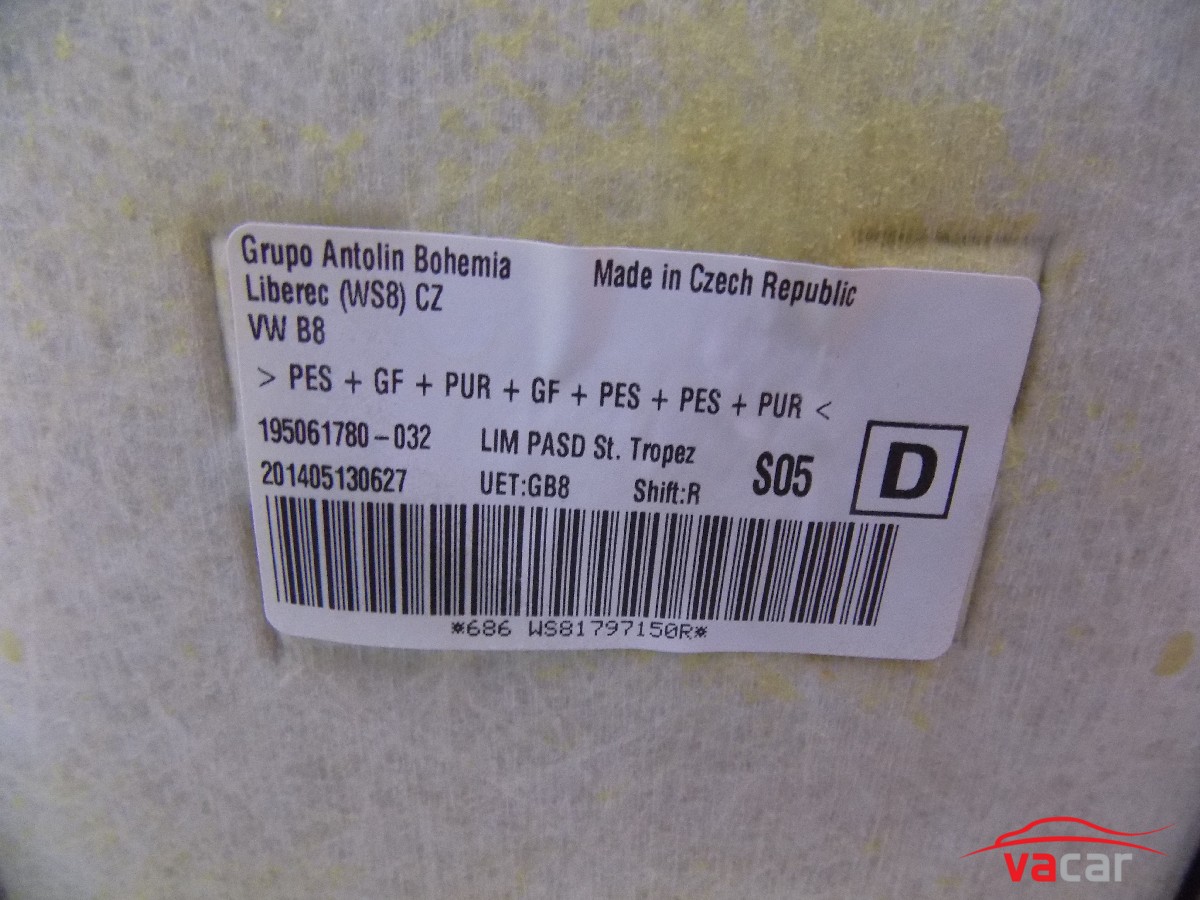 Grupo Antolin Bohemia Made in Czech Republic
Liberec (WS8) CZ
VW B8
> PES + GF + PUR + GF + PES + PES + PUR <
195061780-032 LIM PASD St. Tropez S05 D
201405130627 UET:GB8 Shift:R
*686 WS81797150R*
vacar